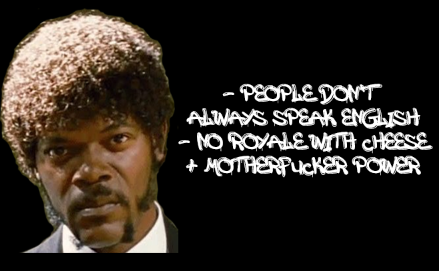 - PEOPLE DON'T
ALWAYS SPEAK ENGLISH
- NO ROYALE WITH CHEESE
+ MOTHERFUCKER POWER